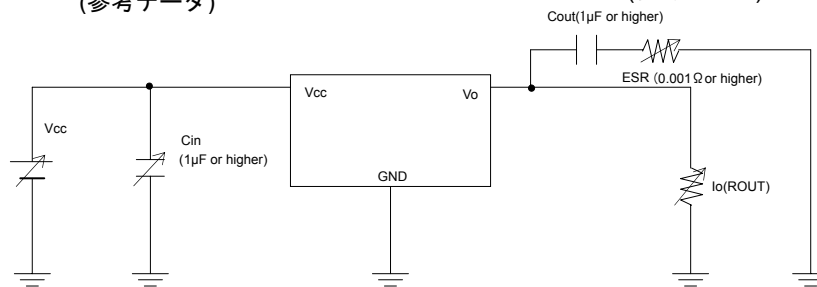 (参考データ)
Cout(1µF or higher)
ESR (0.001Ω or higher)
Vcc
Vo
Vcc
Cin
(1µF or higher)
GND
Io(ROUT)